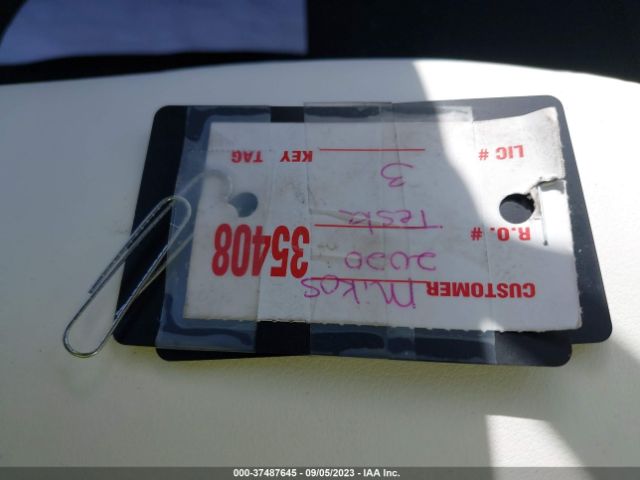 CUSTOMER Mikos
2020
R.O. # Tesla
3
LIC #
KEY TAG
35408
000-37487645 - 09/05/2023 - IAA Inc.